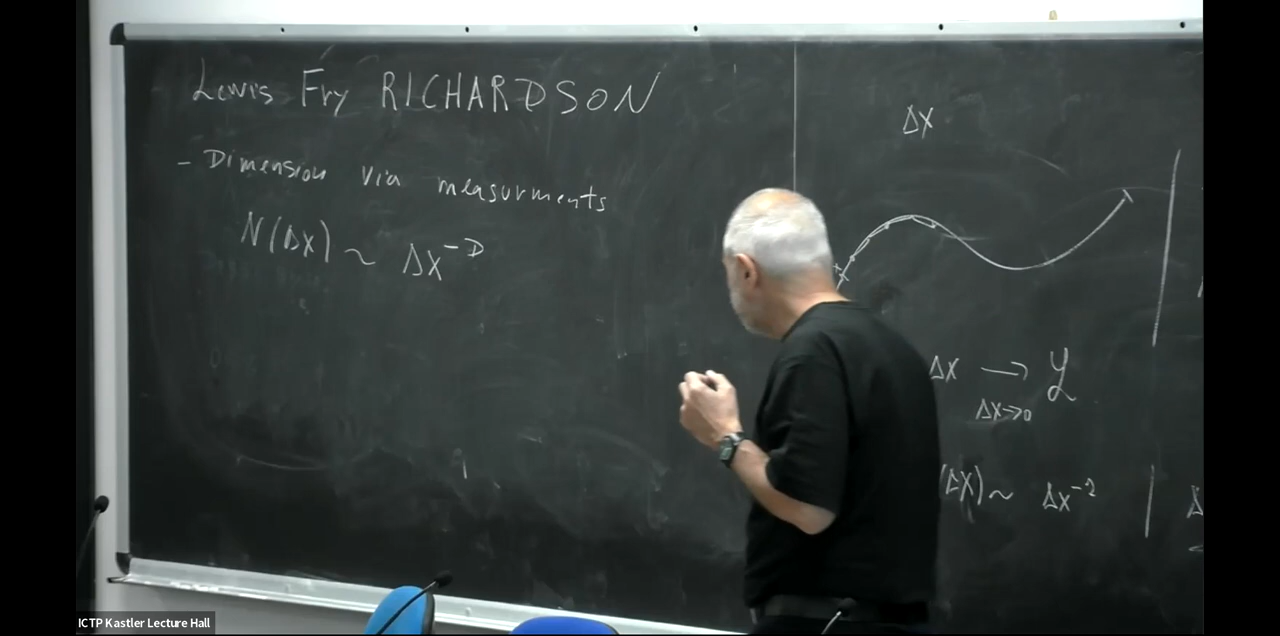 Lewis Fry RICHARDSON
- Dimension via measurments
N(ΔX) ~ ΔX^-D
ΔX
ΔX → L
ΔX→0
(ΔX) ~ ΔX^-2
ICTP Kastler Lecture Hall